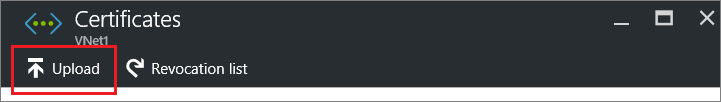 Certificates
VNet1
Upload
Revocation list